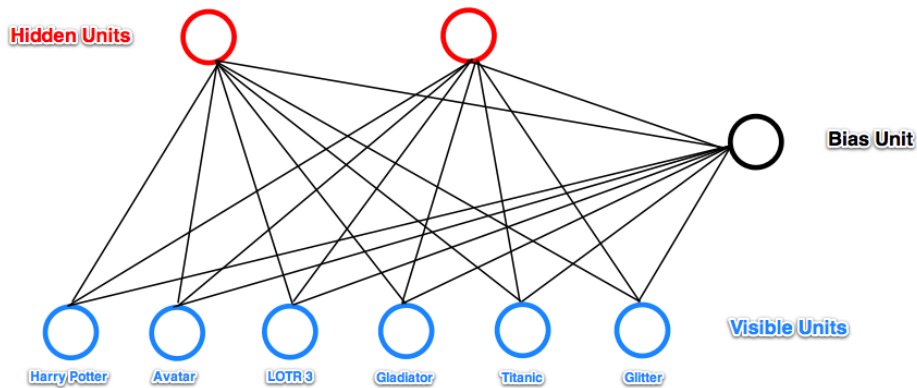 Hidden Units
Bias Unit
Visible Units
Harry Potter
Avatar
LOTR 3
Gladiator
Titanic
Glitter